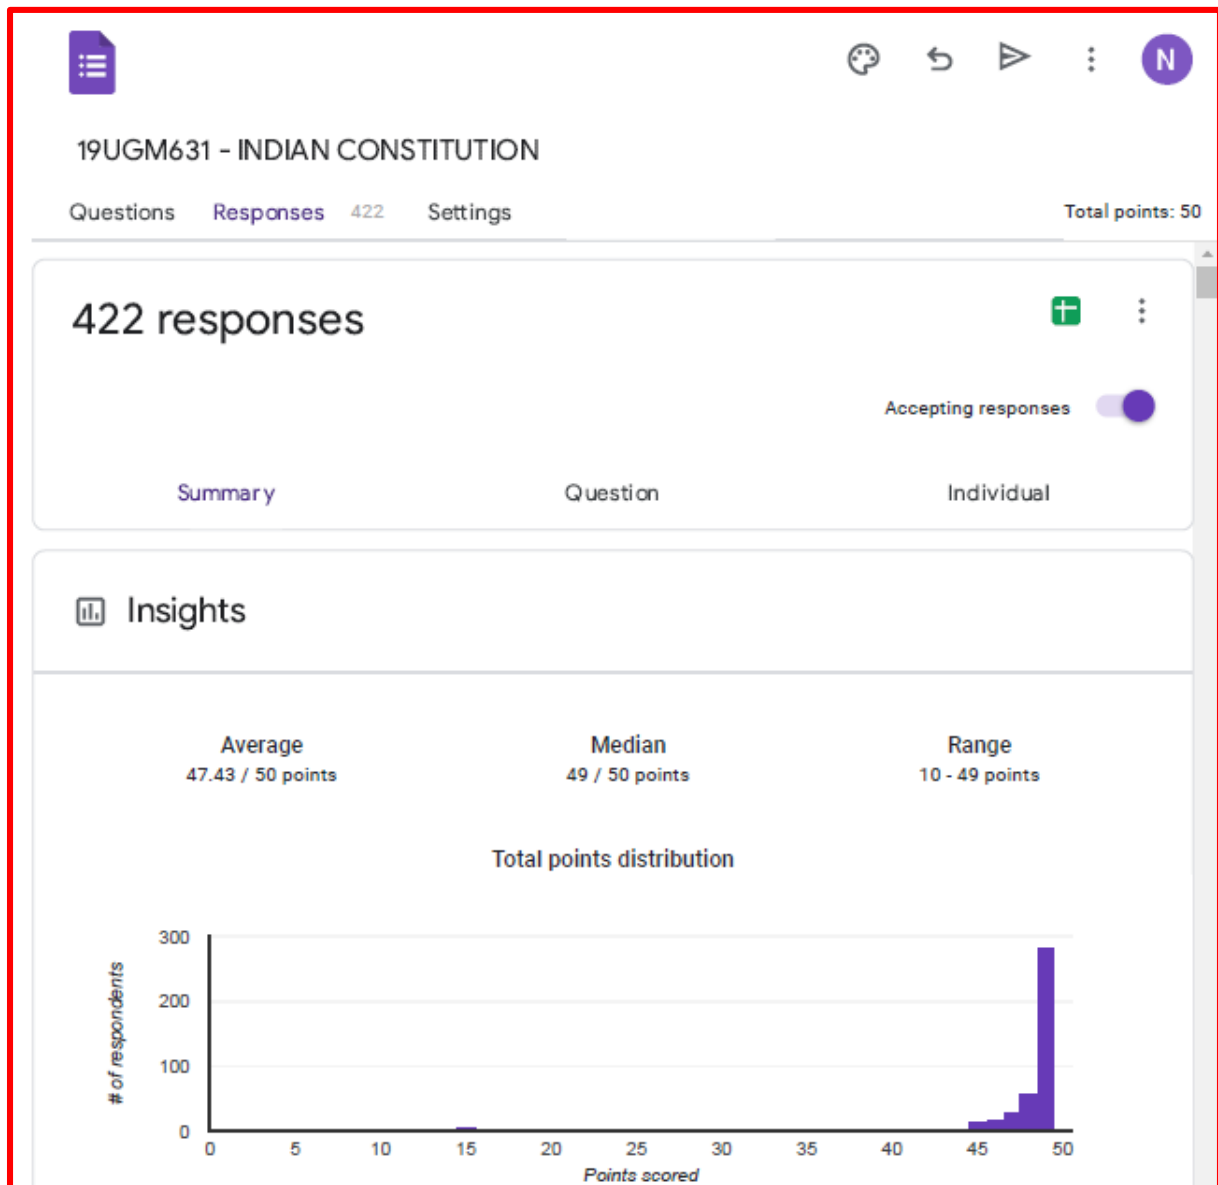 N
19UGM631 - INDIAN CONSTITUTION
Questions Responses 422 Settings Total points: 50
422 responses
Accepting responses
Summary Question Individual
Insights
Average Median Range
47.43 / 50 points 49 / 50 points 10 - 49 points
Total points distribution
300
200
100
0
# of respondents
0 5 10 15 20 25 30 35 40 45 50
Points scored